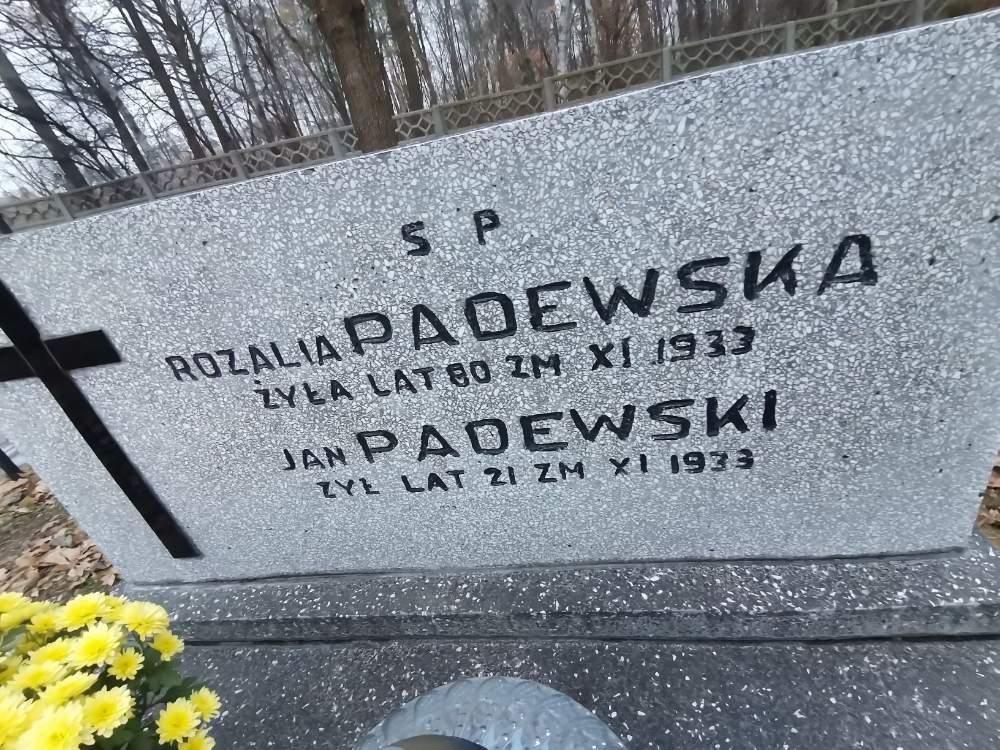 S P
ROZALIA PADEWSKA
ŻYŁA LAT 80 ZM XI 1933
JAN PADEWSKI
ŻYŁ LAT 21 ZM XI 1933